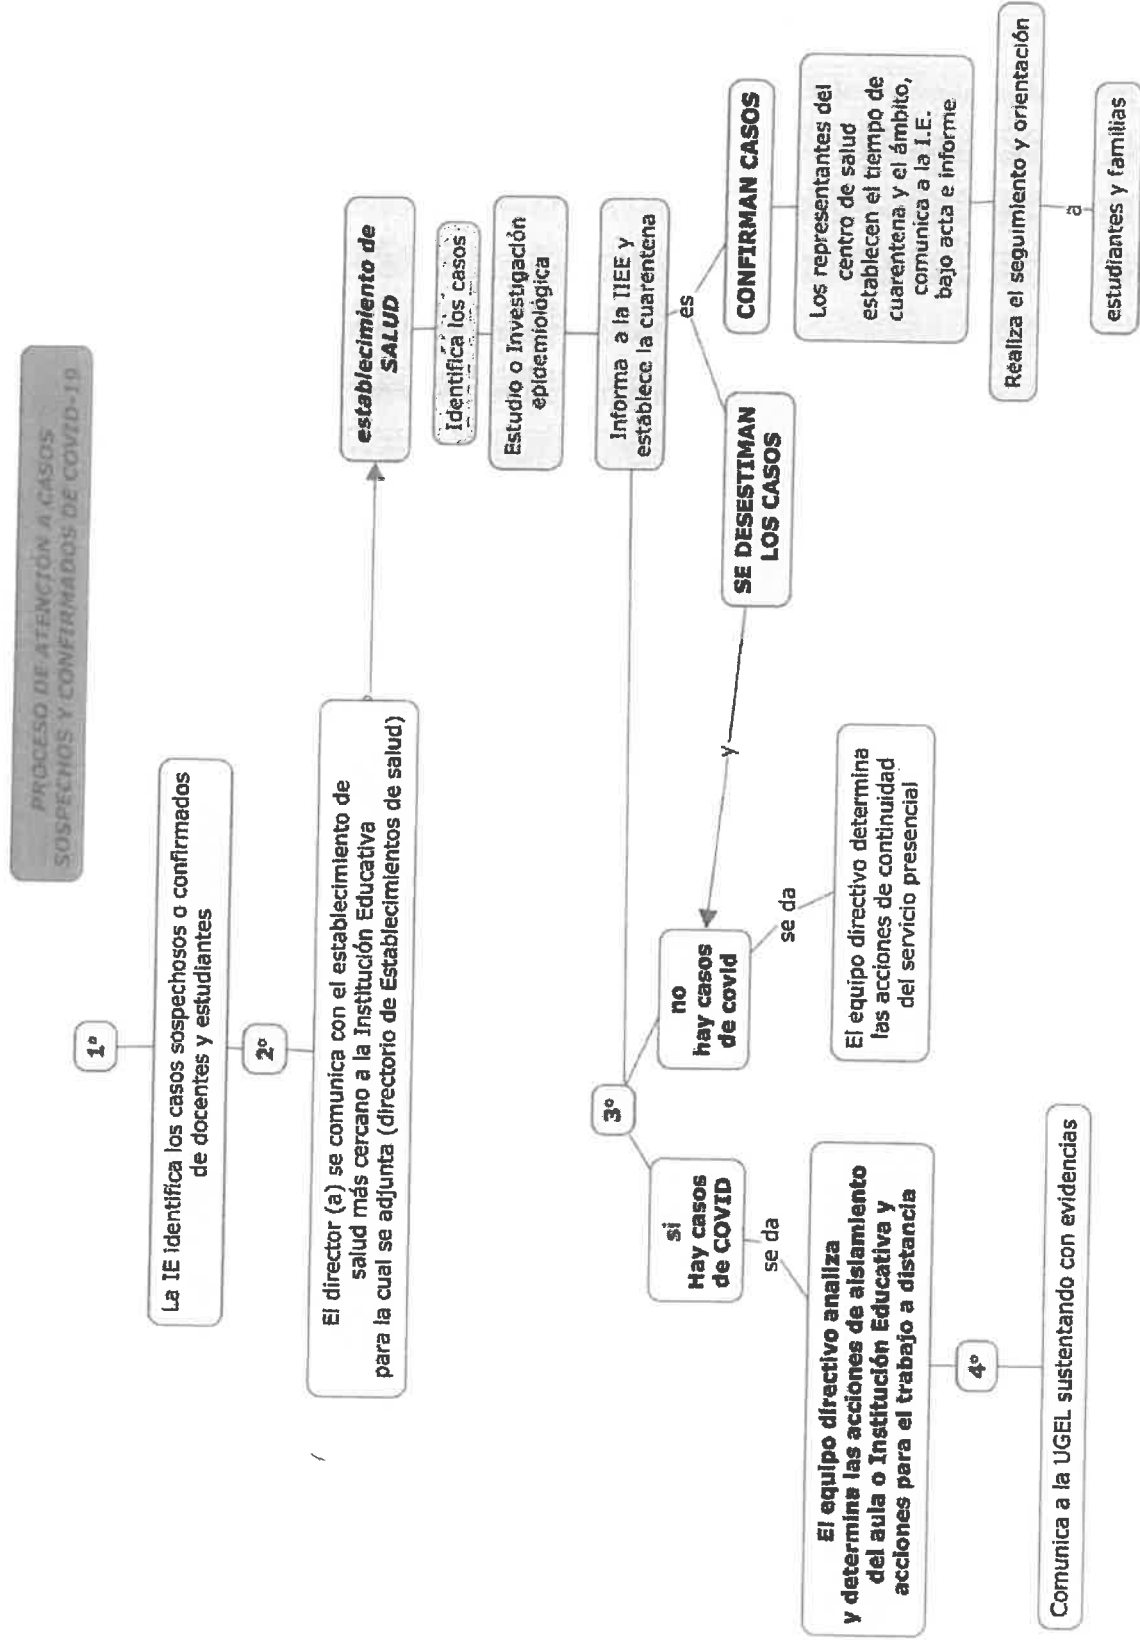 PROCESO DE ATENCIÓN A CASOS
SOSPECHOS Y CONFIRMADOS DE COVID-19
1º
La IE identifica los casos sospechosos o confirmados
de docentes y estudiantes
2º
El director (a) se comunica con el establecimiento de
salud más cercano a la Institución Educativa
para la cual se adjunta (directorio de Establecimientos de salud)
establecimiento de
SALUD
Identifica los casos
Estudio o Investigación
epidemiológica
Informa a la IIEE y
establece la cuarentena
es
SE DESESTIMAN
LOS CASOS
CONFIRMAN CASOS
Los representantes del
centro de salud
establecen el tiempo de
cuarentena y el ámbito,
comunica a la I.E.
bajo acta e informe
Realiza el seguimiento y orientación
a
estudiantes y familias
y
3º
si
Hay casos
de COVID
se da
El equipo directivo analiza
y determina las acciones de aislamiento
del aula o Institución Educativa y
acciones para el trabajo a distancia
4º
Comunica a la UGEL sustentando con evidencias
no
hay casos
de covid
se da
El equipo directivo determina
las acciones de continuidad
del servicio presencial